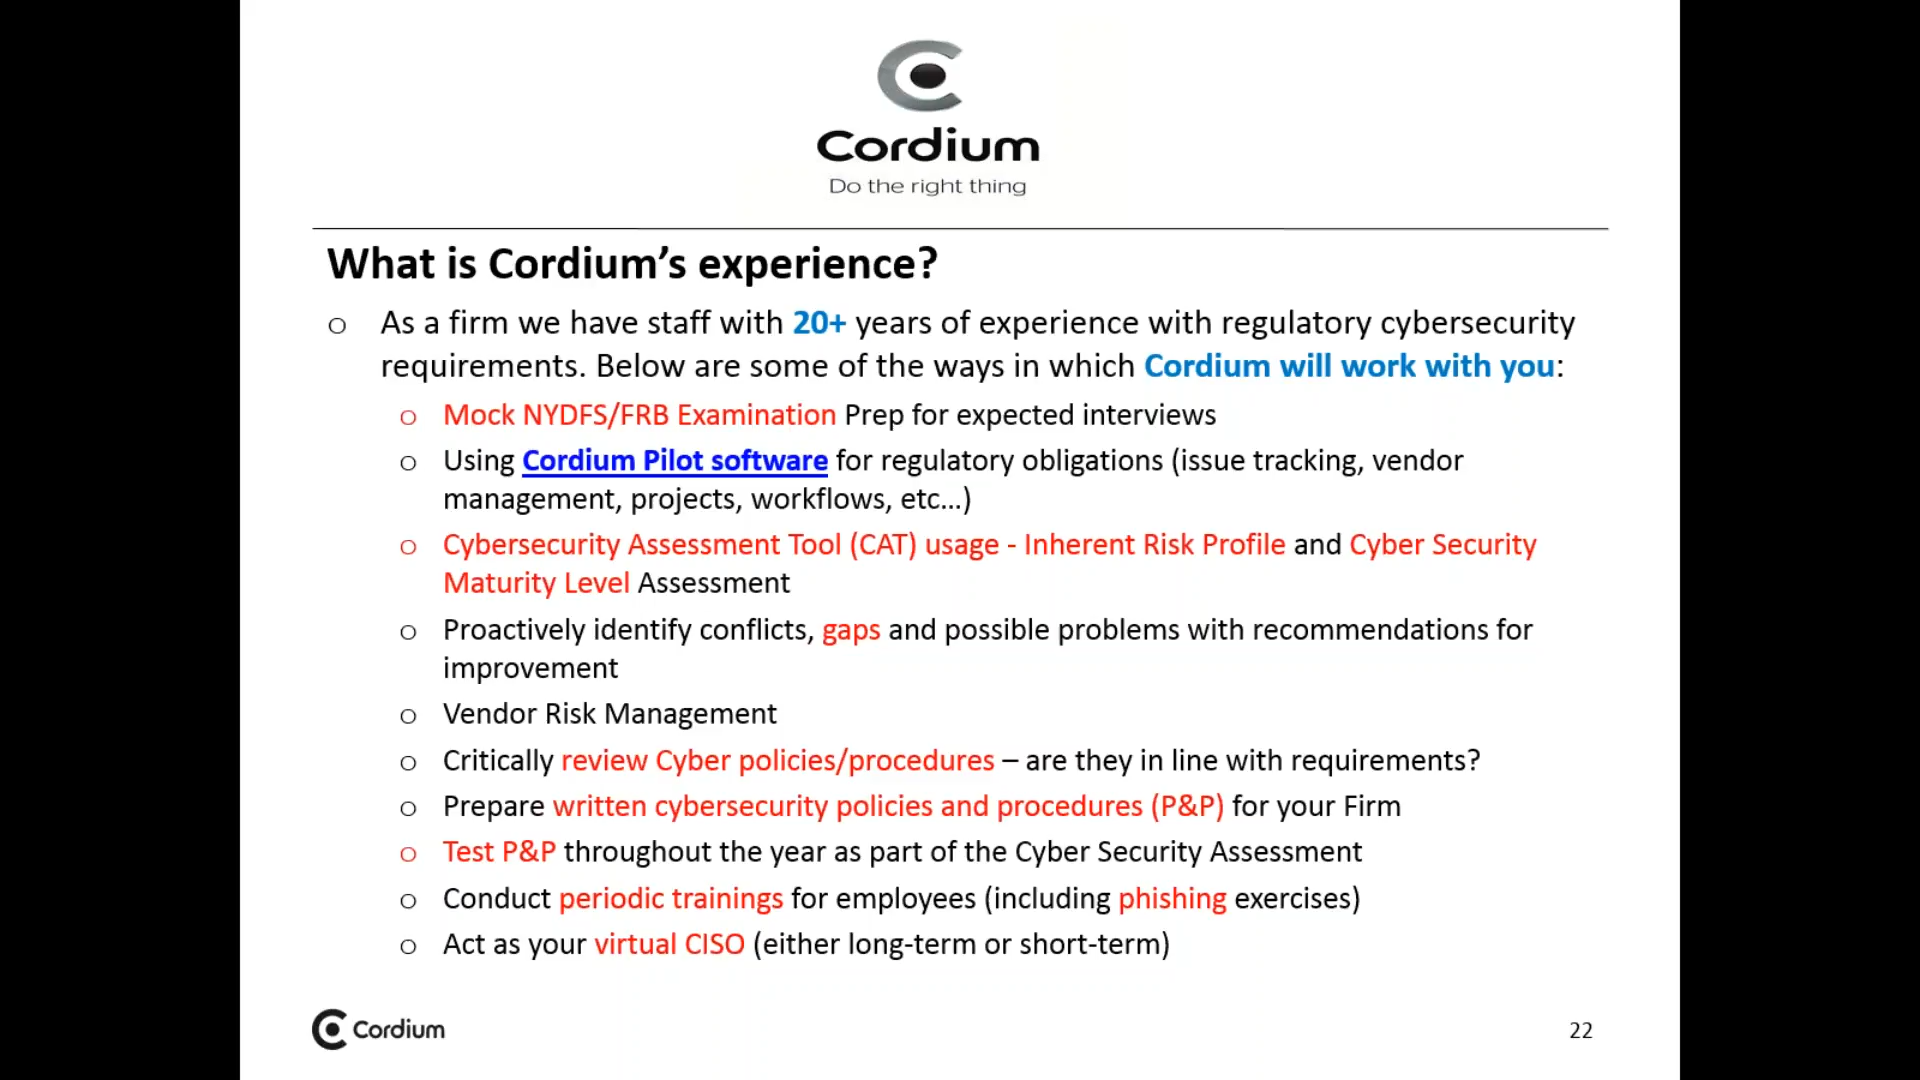 Cordium
Do the right thing
What is Cordium’s experience?
o As a firm we have staff with 20+ years of experience with regulatory cybersecurity
requirements. Below are some of the ways in which Cordium will work with you:
o Mock NYDFS/FRB Examination Prep for expected interviews
o Using Cordium Pilot software for regulatory obligations (issue tracking, vendor
management, projects, workflows, etc…)
o Cybersecurity Assessment Tool (CAT) usage - Inherent Risk Profile and Cyber Security
Maturity Level Assessment
o Proactively identify conflicts, gaps and possible problems with recommendations for
improvement
o Vendor Risk Management
o Critically review Cyber policies/procedures – are they in line with requirements?
o Prepare written cybersecurity policies and procedures (P&P) for your Firm
o Test P&P throughout the year as part of the Cyber Security Assessment
o Conduct periodic trainings for employees (including phishing exercises)
o Act as your virtual CISO (either long-term or short-term)
Cordium
22